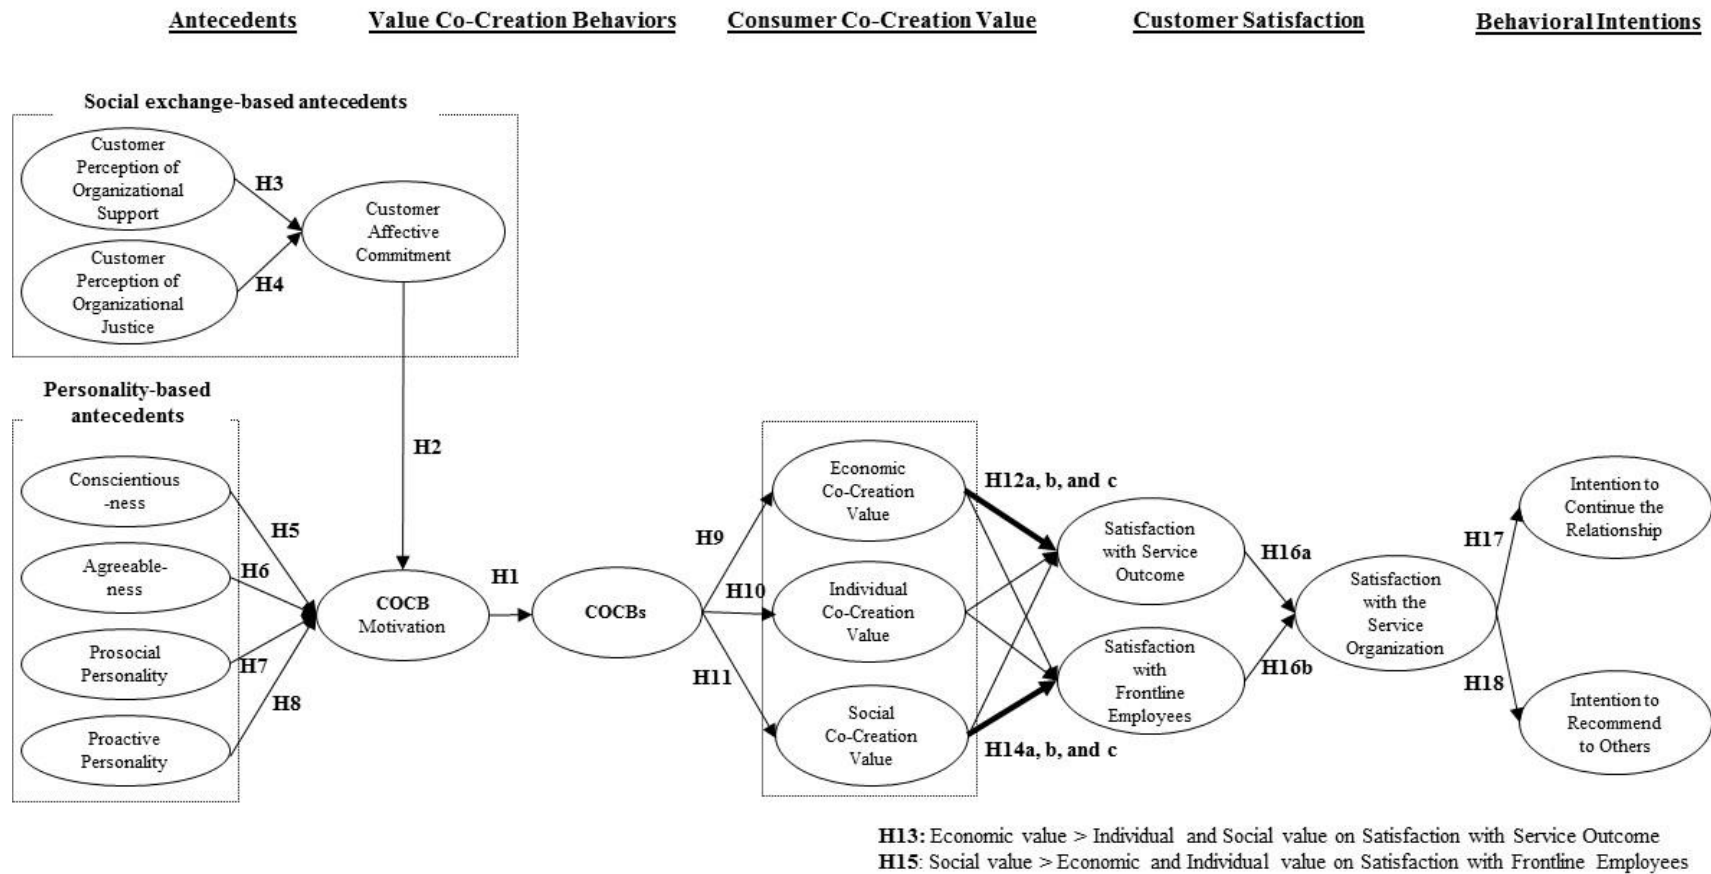 Antecedents
Value Co-Creation Behaviors
Consumer Co-Creation Value
Customer Satisfaction
Behavioral Intentions
Social exchange-based antecedents
Customer
Perception of
Organizational
Support
H3
Customer
Affective
Commitment
Customer
Perception of
Organizational
Justice
H4
Personality-based
antecedents
H2
Conscientious
-ness
H5
Agreeable-
ness
H6
Prosocial
Personality
H7
Proactive
Personality
H8
COCB
Motivation
H1
COCBs
H9
H10
H11
Economic
Co-Creation
Value
Individual
Co-Creation
Value
Social
Co-Creation
Value
H12a, b, and c
H14a, b, and c
Satisfaction
with Service
Outcome
Satisfaction
with
Frontline
Employees
H16a
H16b
Satisfaction
with the
Service
Organization
H17
H18
Intention to
Continue the
Relationship
Intention to
Recommend
to Others
H13: Economic value > Individual and Social value on Satisfaction with Service Outcome
H15: Social value > Economic and Individual value on Satisfaction with Frontline Employees